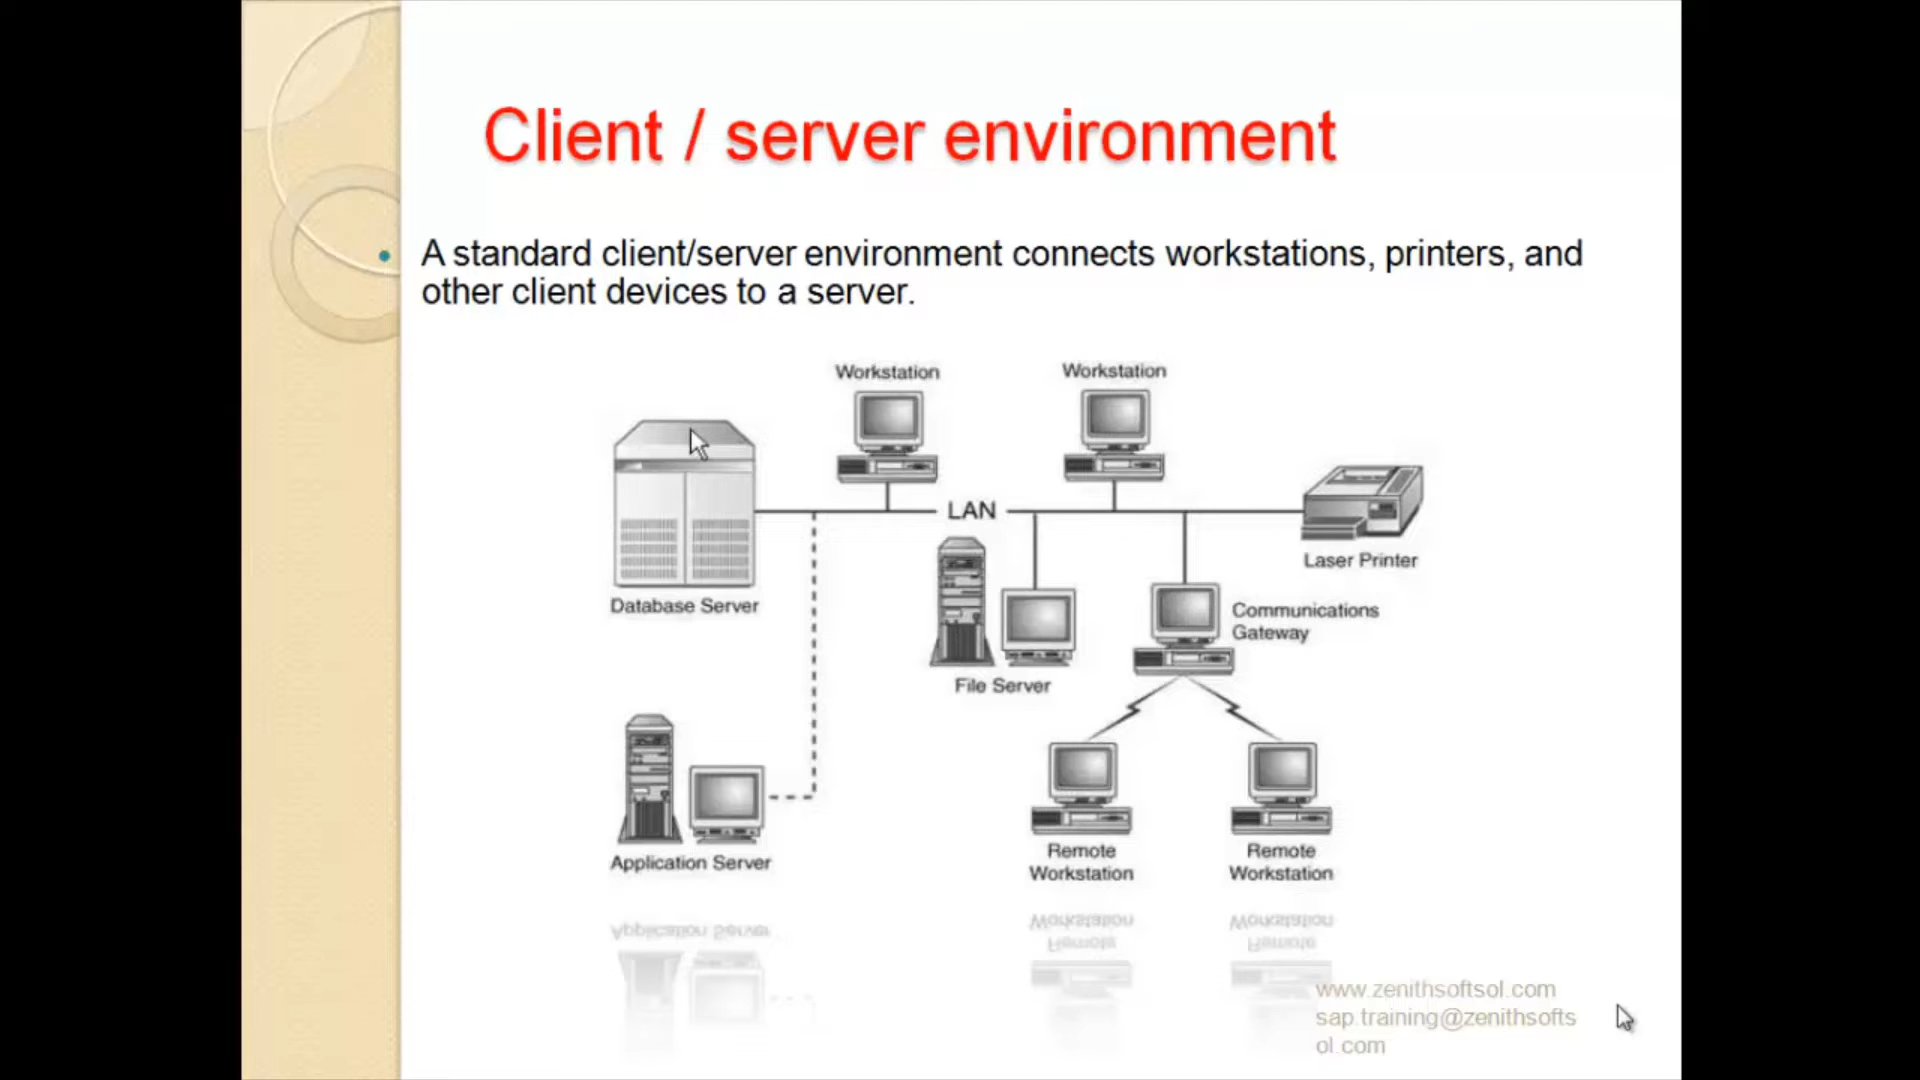 Client / server environment
A standard client/server environment connects workstations, printers, and
other client devices to a server.
Workstation
Workstation
LAN
Laser Printer
Database Server
Communications
Gateway
File Server
Application Server
Remote
Workstation
Remote
Workstation
www.zenithsoftsol.com
sap.training@zenithsofts
ol.com